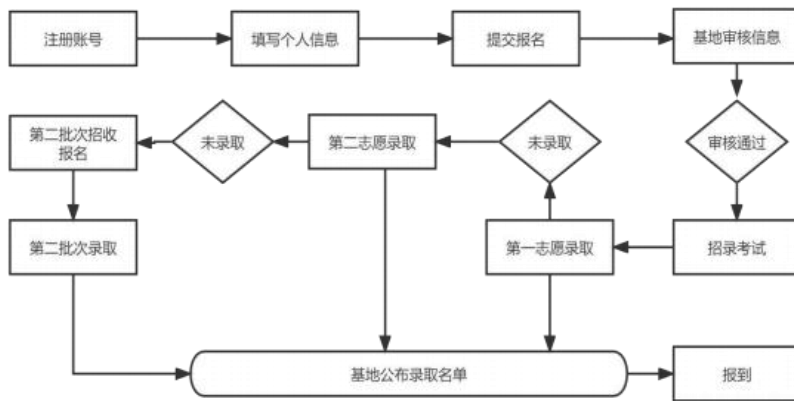 注册账号
填写个人信息
提交报名
基地审核信息
第二批次招收
报名
未录取
第二志愿录取
未录取
审核通过
第二批次录取
第一志愿录取
招录考试
基地公布录取名单
报到